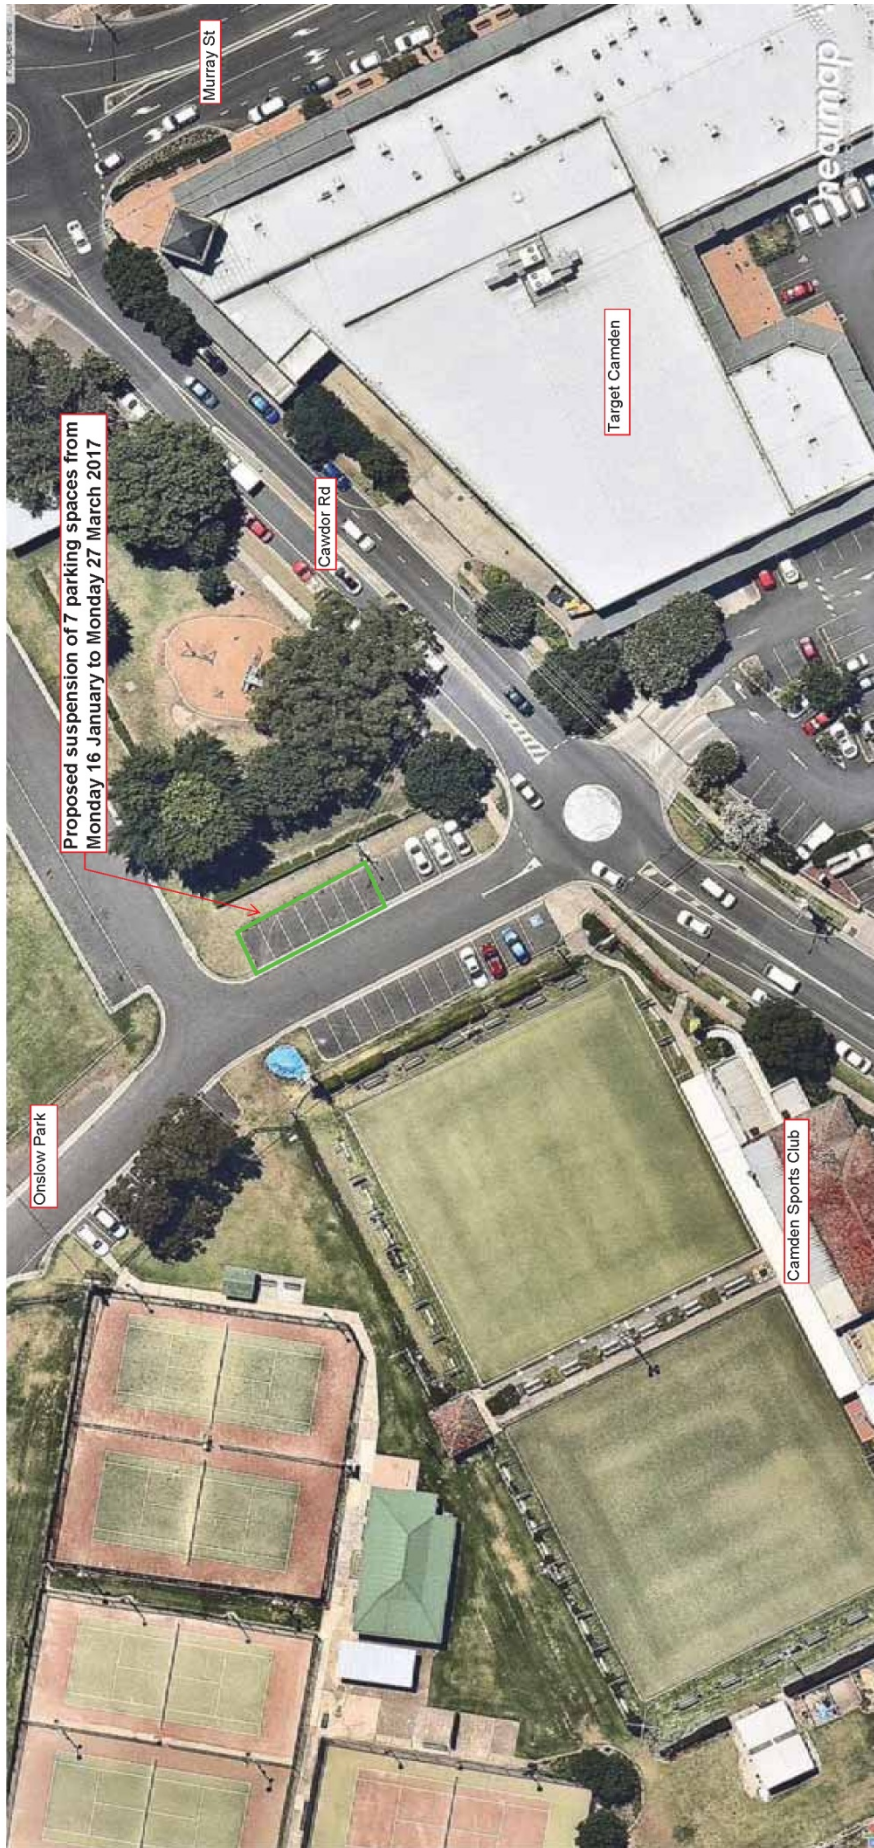 Murray St
Proposed suspension of 7 parking spaces from
Monday 16 January to Monday 27 March 2017
Cawdor Rd
Target Camden
Onslow Park
Camden Sports Club
nearmap